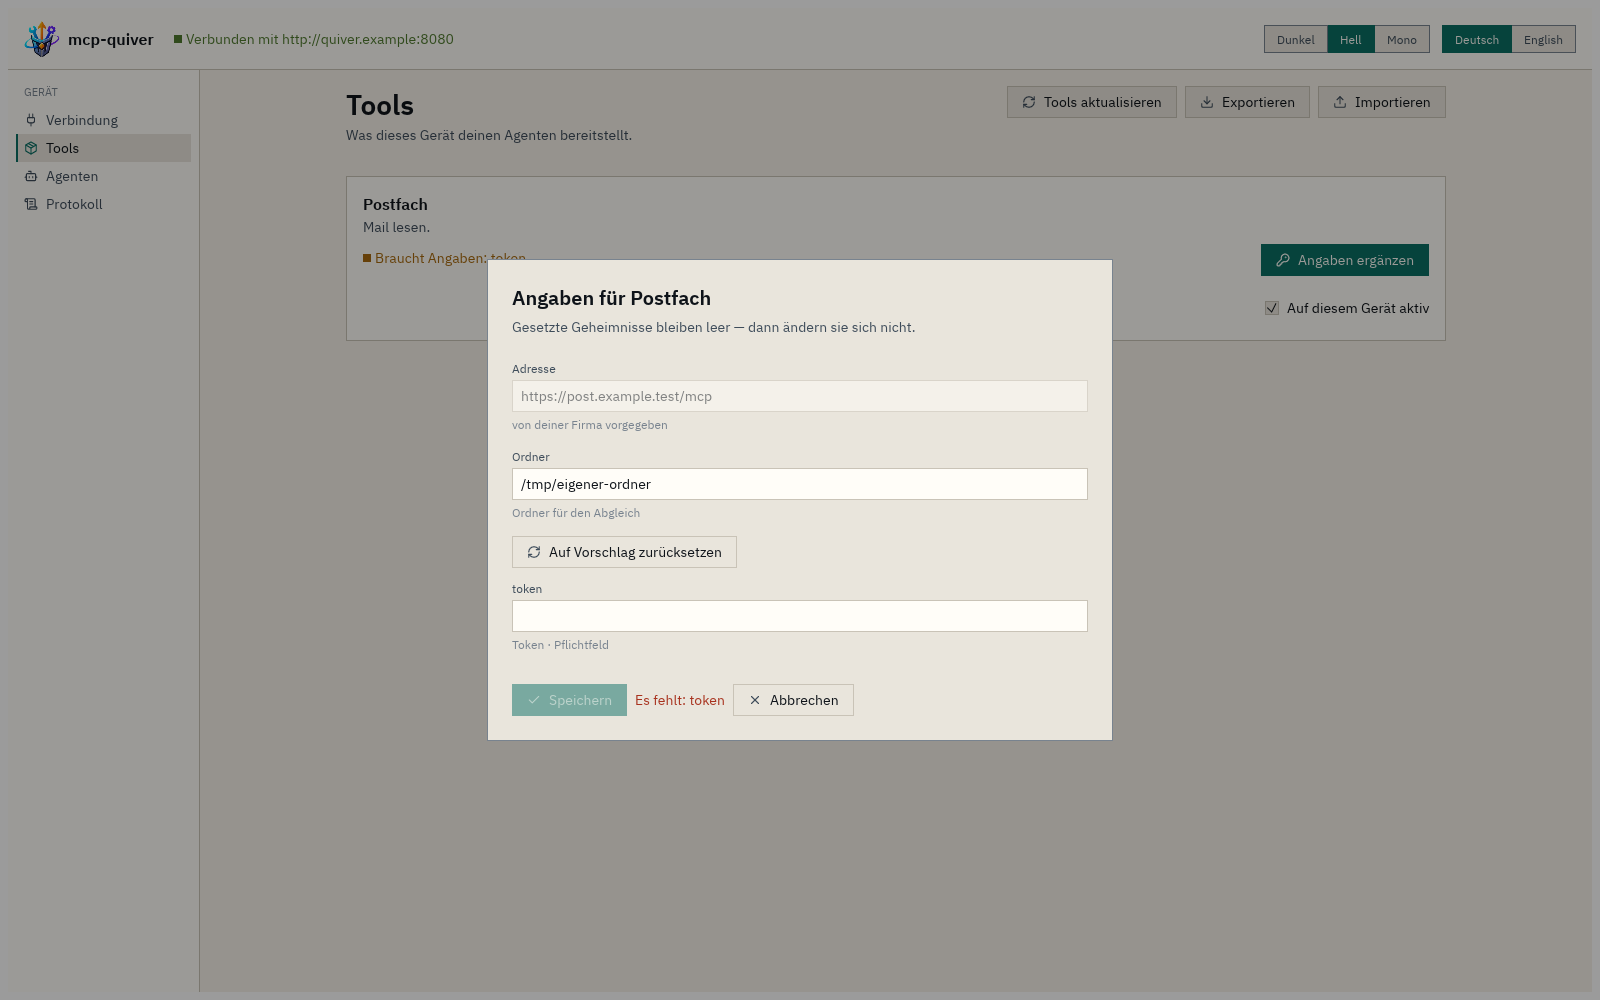 mcp-quiver
Verbunden mit http://quiver.example:8080
Dunkel Hell Mono Deutsch English
GERÄT
Verbindung
Tools
Agenten
Protokoll
Tools
Was dieses Gerät deinen Agenten bereitstellt.
Tools aktualisieren Exportieren Importieren
Postfach
Mail lesen.
Braucht Angaben: token
Angaben ergänzen
Auf diesem Gerät aktiv
Angaben für Postfach
Gesetzte Geheimnisse bleiben leer — dann ändern sie sich nicht.
Adresse
https://post.example.test/mcp
von deiner Firma vorgegeben
Ordner
/tmp/eigener-ordner
Ordner für den Abgleich
Auf Vorschlag zurücksetzen
token
Token · Pflichtfeld
Speichern Es fehlt: token Abbrechen